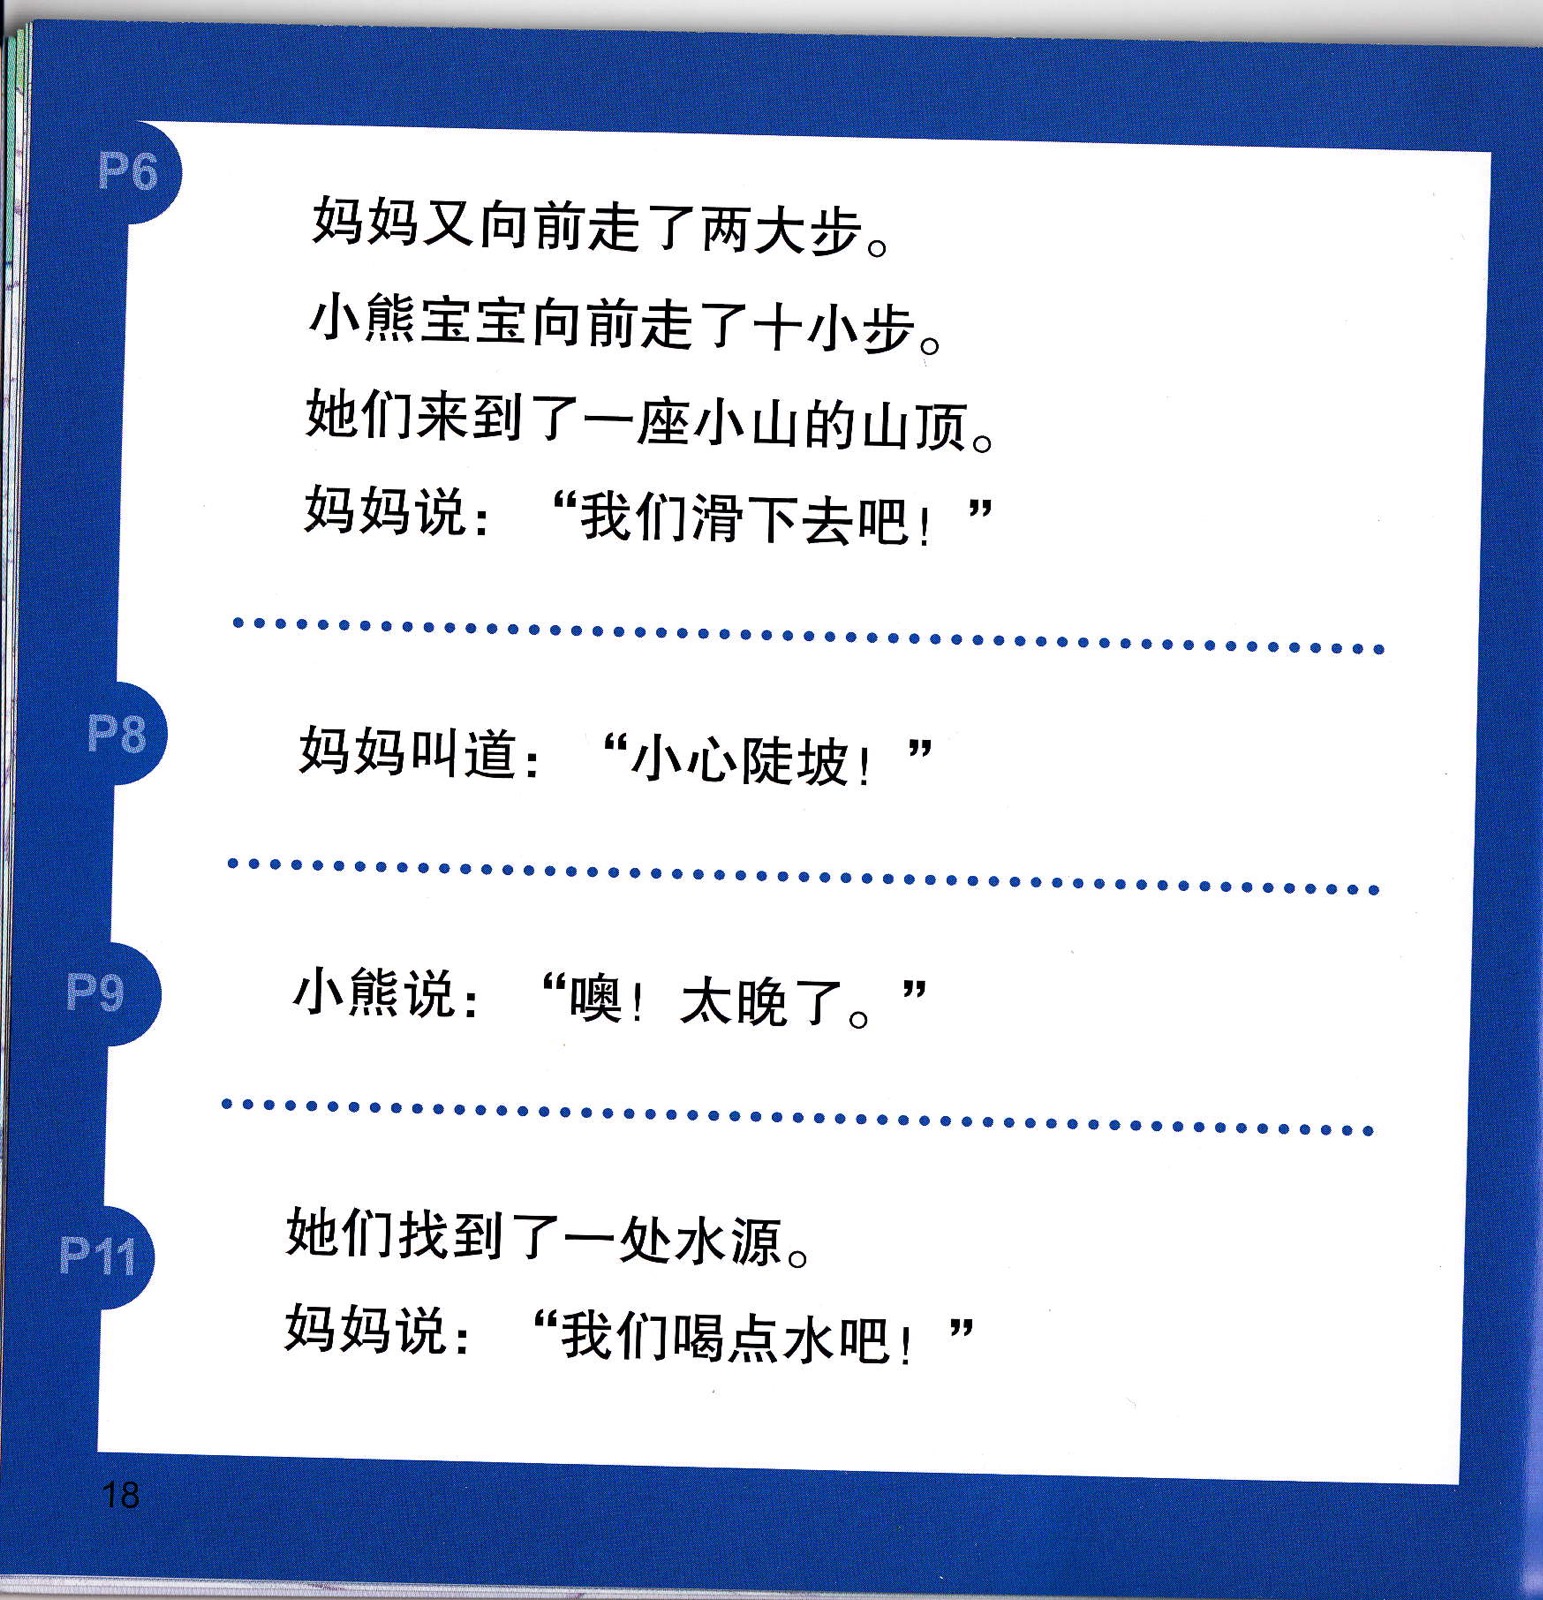 P6
妈妈又向前走了两大步。
小熊宝宝向前走了十小步。
她们来到了一座小山的山顶。
妈妈说：“我们滑下去吧！”
P8
妈妈叫道：“小心陡坡！”
P9
小熊说：“噢！太晚了。”
P11
她们找到了一处水源。
妈妈说：“我们喝点水吧！”
18